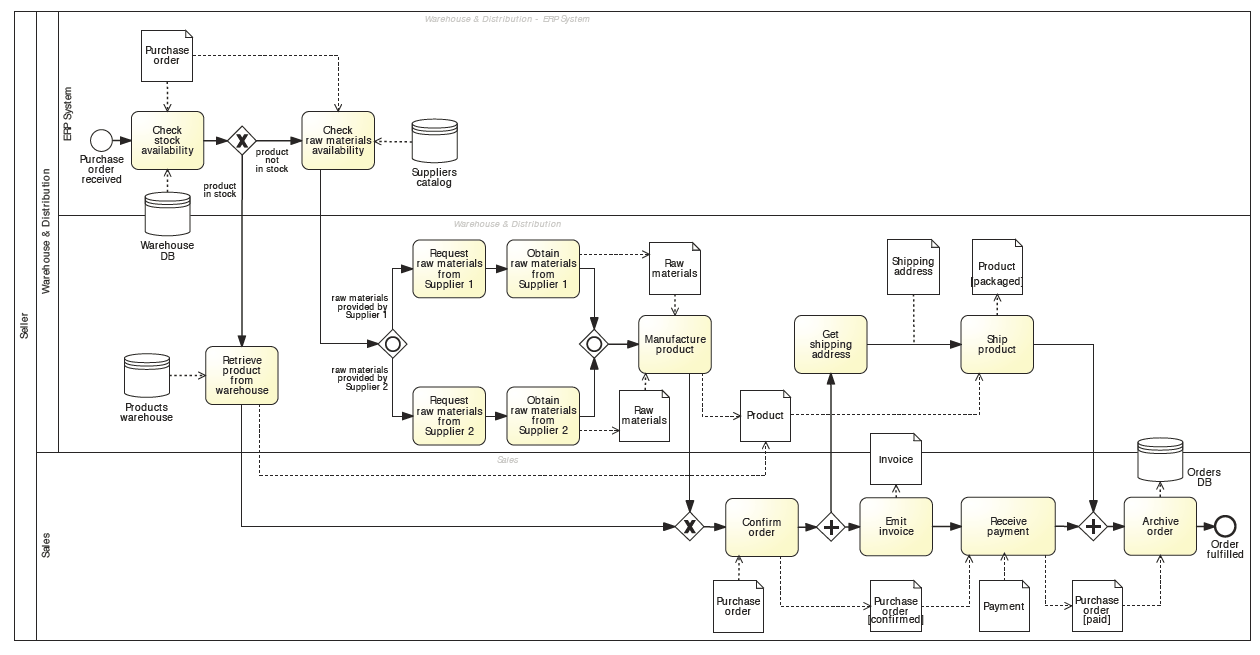 Warehouse & Distribution - ERP System
Seller
Warehouse & Distribution
ERP System
Purchase
order
Purchase
order
received
Check
stock
availability
X
product
not
in stock
product
in stock
Check
raw materials
availability
Suppliers
catalog
Warehouse
DB
Warehouse & Distribution
Request
raw materials
from
Supplier 1
Obtain
raw materials
from
Supplier 1
Raw
materials
Shipping
address
Product
[packaged]
raw materials
provided by
Supplier 1
raw materials
provided by
Supplier 2
Manufacture
product
Get
shipping
address
Ship
product
Products
warehouse
Retrieve
product
from
warehouse
Request
raw materials
from
Supplier 2
Obtain
raw materials
from
Supplier 2
Raw
materials
Product
Sales
Sales
Invoice
Orders
DB
X
Confirm
order
Emit
invoice
Receive
payment
Archive
order
Order
fulfilled
Purchase
order
Purchase
order
[confirmed]
Payment
Purchase
order
[paid]